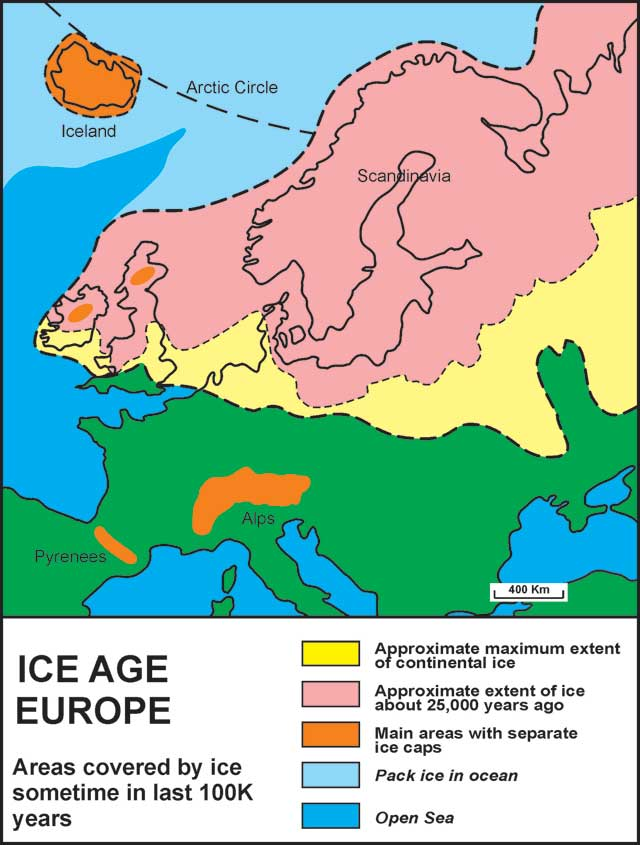 Arctic Circle
Iceland
Scandinavia
Alps
Pyrenees
400 Km
ICE AGE
EUROPE
Areas covered by ice
sometime in last 100K
years
Approximate maximum extent
of continental ice
Approximate extent of ice
about 25,000 years ago
Main areas with separate
ice caps
Pack ice in ocean
Open Sea